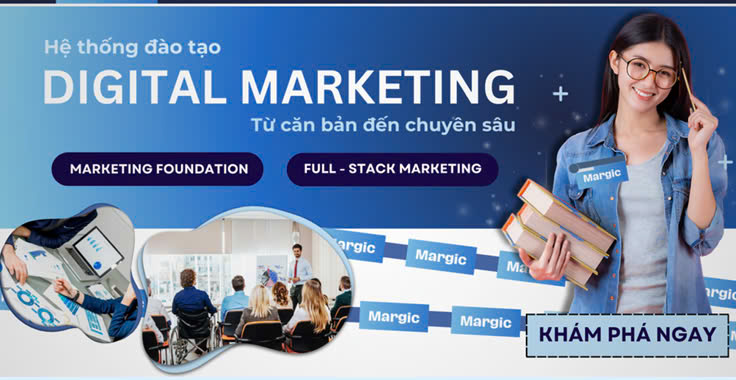 Hệ thống đào tạo
DIGITAL MARKETING
Từ căn bản đến chuyên sâu
MARKETING FOUNDATION
FULL - STACK MARKETING
Margic
Margic
Margic
Margic
Margic
KHÁM PHÁ NGAY